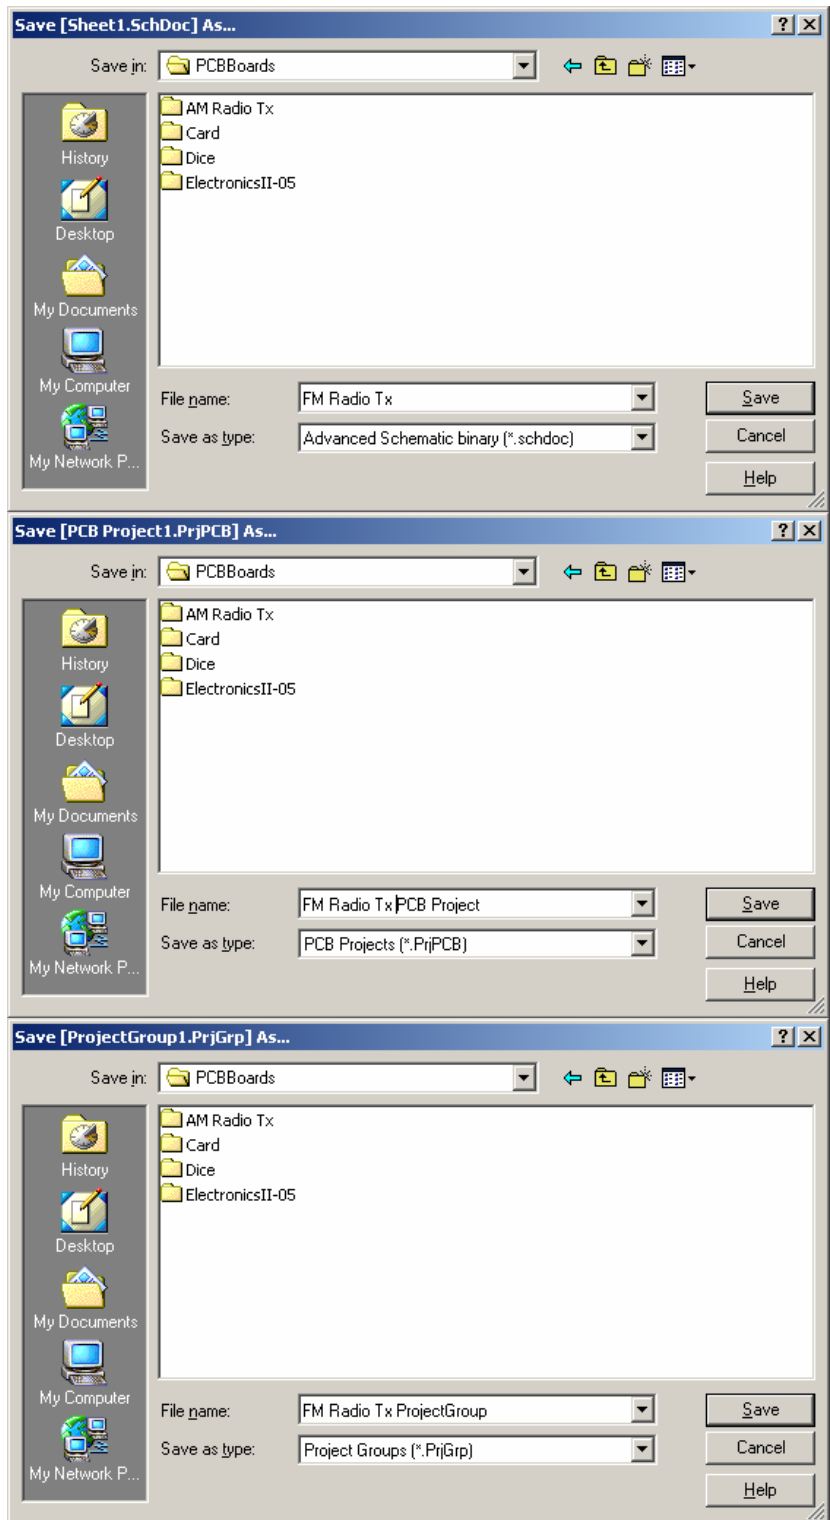 Save [Sheet1.SchDoc] As...
Save in: PCBBoards
AM Radio Tx
Card
Dice
ElectronicsII-05
History
Desktop
My Documents
My Computer
My Network P...
File name: FM Radio Tx Save
Save as type: Advanced Schematic binary (*.schdoc) Cancel
Help
Save [PCB Project1.PrjPCB] As...
Save in: PCBBoards
AM Radio Tx
Card
Dice
ElectronicsII-05
History
Desktop
My Documents
My Computer
My Network P...
File name: FM Radio Tx PCB Project Save
Save as type: PCB Projects (*.PrjPCB) Cancel
Help
Save [ProjectGroup1.PrjGrp] As...
Save in: PCBBoards
AM Radio Tx
Card
Dice
ElectronicsII-05
History
Desktop
My Documents
My Computer
My Network P...
File name: FM Radio Tx ProjectGroup Save
Save as type: Project Groups (*.PrjGrp) Cancel
Help